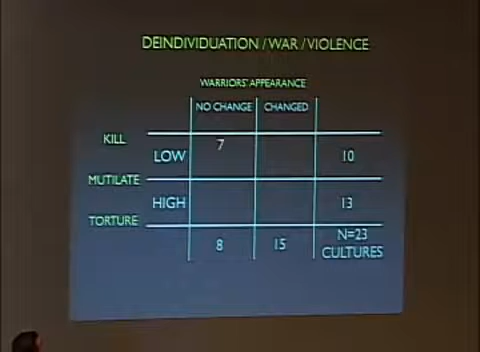 DEINDIVIDUATION / WAR / VIOLENCE
WARRIORS' APPEARANCE
NO CHANGE CHANGED
KILL
7
LOW 10
MUTILATE
HIGH 13
TORTURE
8 15 N=23
CULTURES